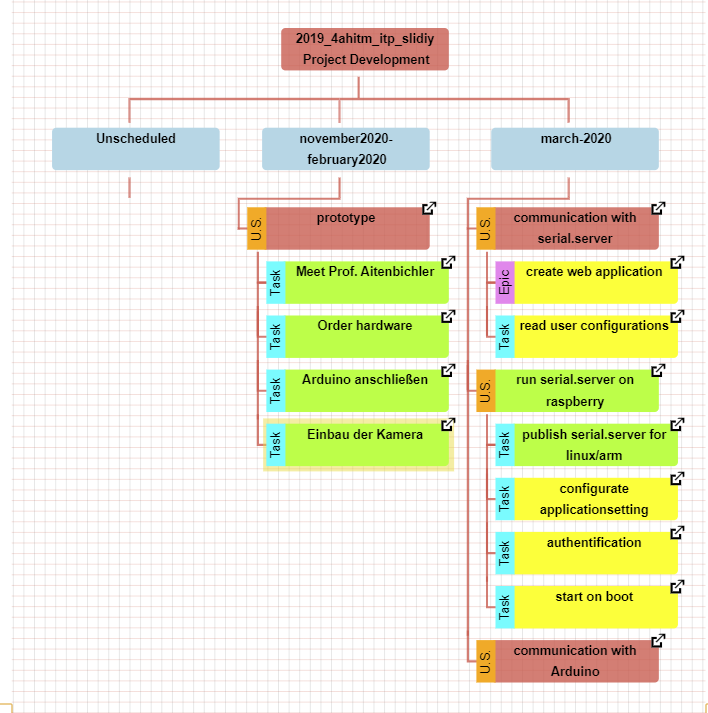 2019_4ahitm_itp_slidiy
Project Development
Unscheduled
november2020-
february2020
march-2020
U.S.
prototype
Task
Meet Prof. Aitenbichler
Task
Order hardware
Task
Arduino anschließen
Task
Einbau der Kamera
U.S.
communication with
serial.server
Epic
create web application
Task
read user configurations
U.S.
run serial.server on
raspberry
Task
publish serial.server for
linux/arm
Task
configurate
applicationsetting
Task
authentification
Task
start on boot
U.S.
communication with
Arduino